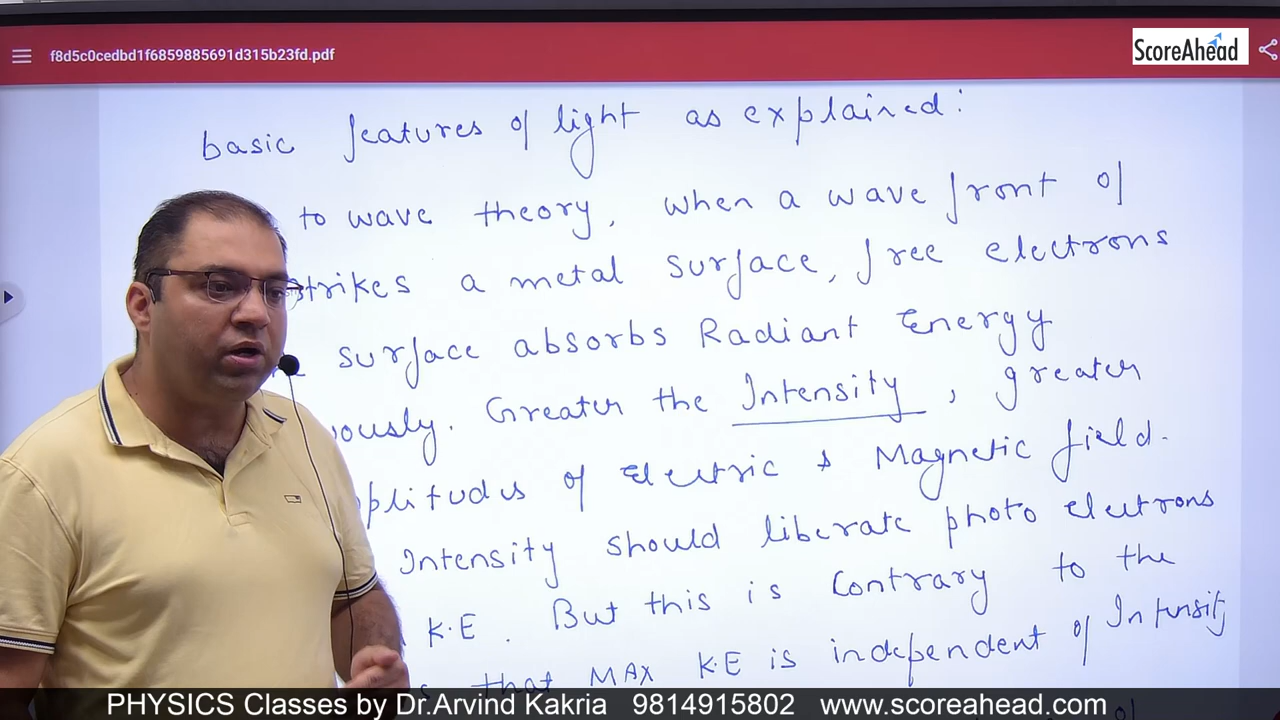 f8d5c0cedbd1f6859885691d315b23fd.pdf
ScoreAhead
basic features of light as explained:
to wave theory, when a wave front of
strikes a metal surface, free electrons
surface absorbs Radiant Energy
ously. Greater the Intensity, greater
plitudes of Electric & Magnetic field.
Intensity should liberate photo electrons
K.E. But this is Contrary to the
that MAX K.E is independent of Intensity
of
PHYSICS Classes by Dr.Arvind Kakria 9814915802 www.scoreahead.com